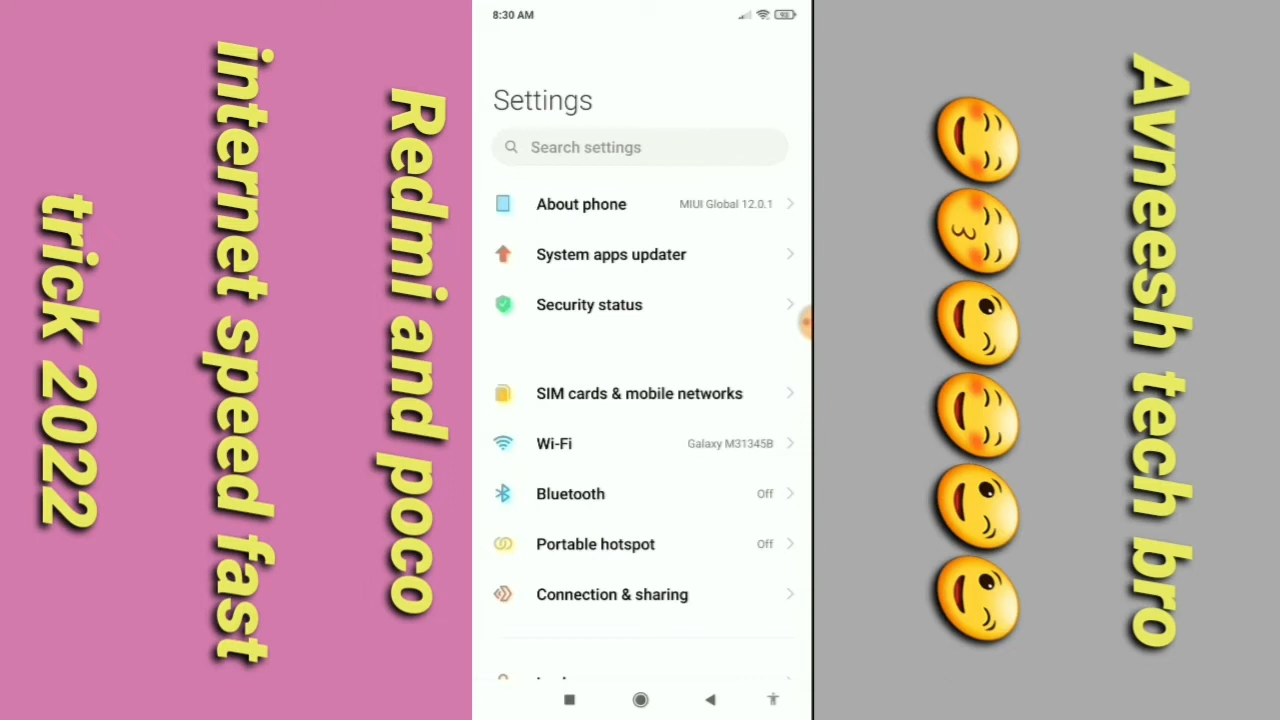 Redmi and poco
internet speed fast
trick 2022
8:30 AM
Settings
Search settings
About phone MIUI Global 12.0.1
System apps updater
Security status
SIM cards & mobile networks
Wi-Fi Galaxy M31345B
Bluetooth Off
Portable hotspot Off
Connection & sharing
Avneesh tech bro